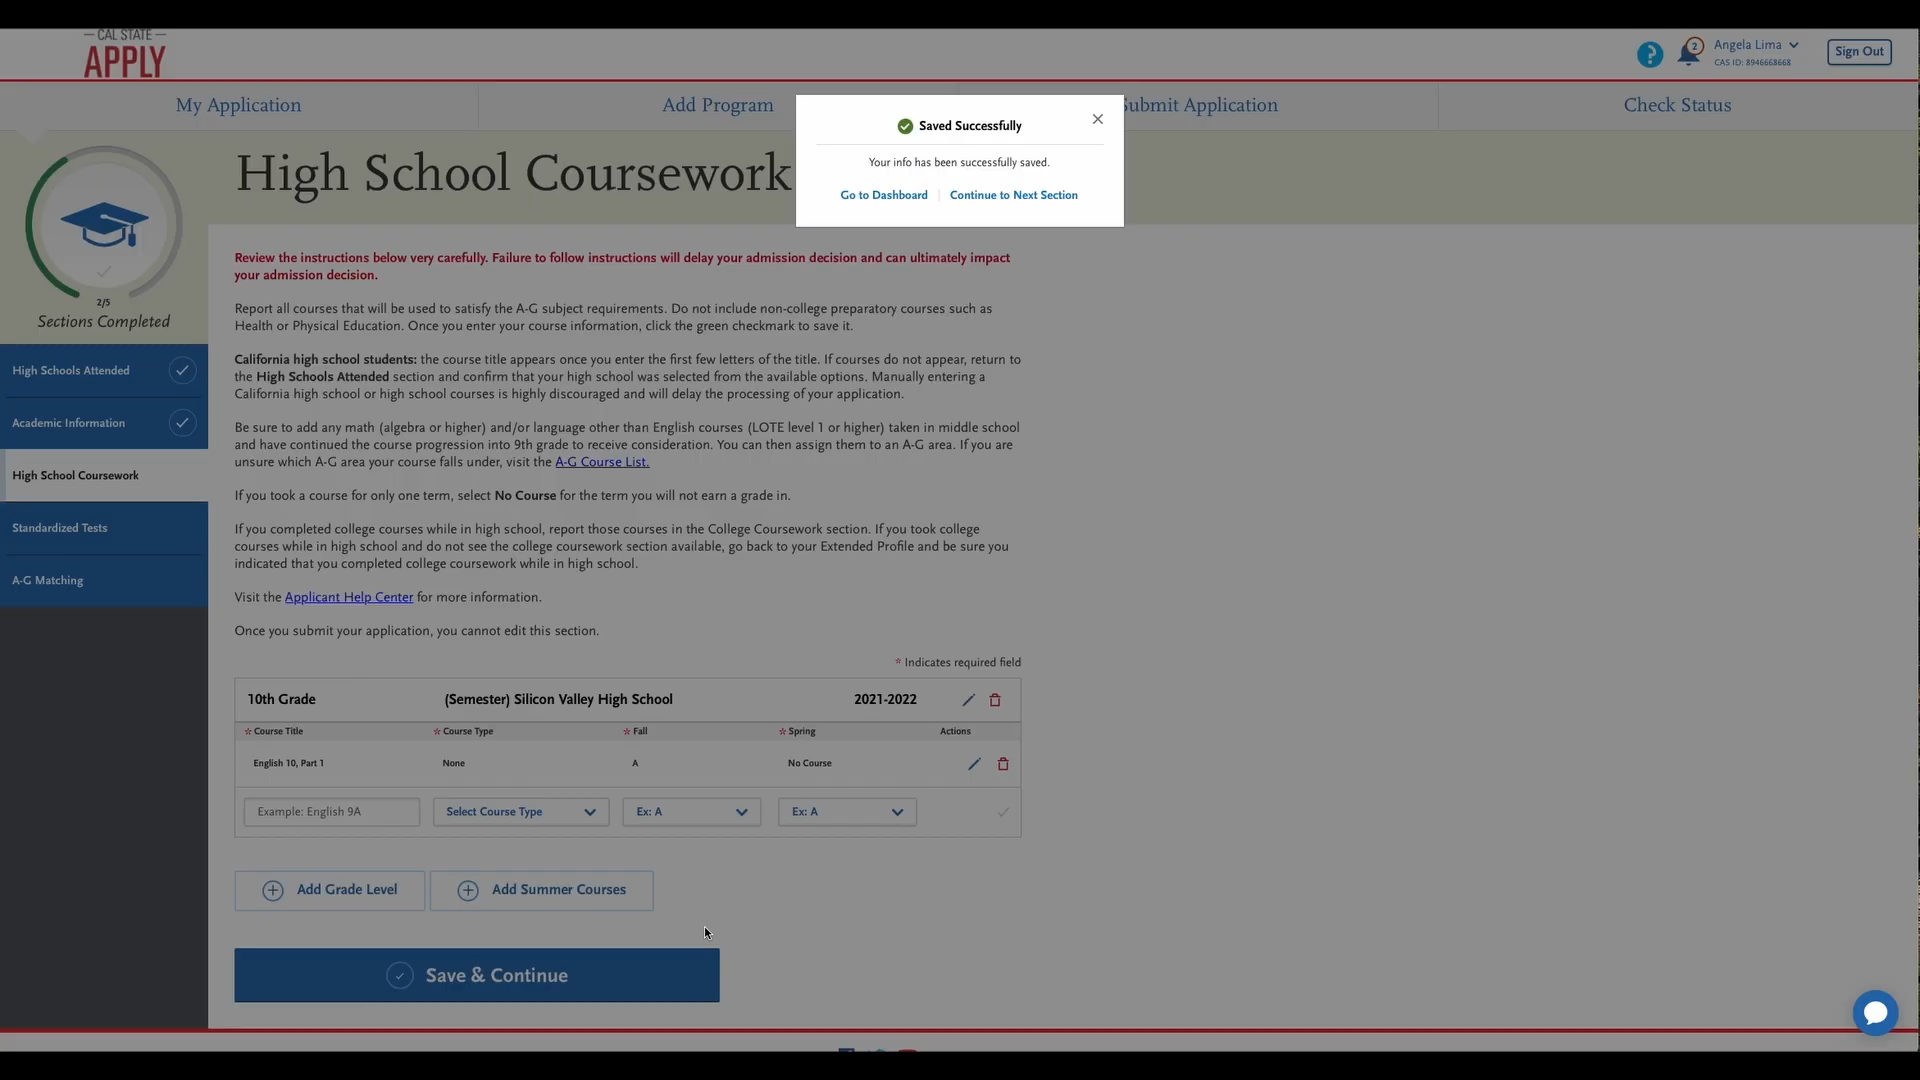 CAL STATE
APPLY
?
2
Angela Lima
CAS ID: 8946668668
Sign Out
My Application
Add Program
Submit Application
Check Status
Saved Successfully
Your info has been successfully saved.
Go to Dashboard
Continue to Next Section
High School Coursework
2/5
Sections Completed
High Schools Attended
Academic Information
High School Coursework
Standardized Tests
A-G Matching
Review the instructions below very carefully. Failure to follow instructions will delay your admission decision and can ultimately impact
your admission decision.
Report all courses that will be used to satisfy the A-G subject requirements. Do not include non-college preparatory courses such as
Health or Physical Education. Once you enter your course information, click the green checkmark to save it.
California high school students: the course title appears once you enter the first few letters of the title. If courses do not appear, return to
the High Schools Attended section and confirm that your high school was selected from the available options. Manually entering a
California high school or high school courses is highly discouraged and will delay the processing of your application.
Be sure to add any math (algebra or higher) and/or language other than English courses (LOTE level 1 or higher) taken in middle school
and have continued the course progression into 9th grade to receive consideration. You can then assign them to an A-G area. If you are
unsure which A-G area your course falls under, visit the A-G Course List.
If you took a course for only one term, select No Course for the term you will not earn a grade in.
If you completed college courses while in high school, report those courses in the College Coursework section. If you took college
courses while in high school and do not see the college coursework section available, go back to your Extended Profile and be sure you
indicated that you completed college coursework while in high school.
Visit the Applicant Help Center for more information.
Once you submit your application, you cannot edit this section.
* Indicates required field
10th Grade (Semester) Silicon Valley High School 2021-2022
* Course Title * Course Type * Fall * Spring Actions
English 10, Part 1 None A No Course
Example: English 9A Select Course Type Ex: A Ex: A
Add Grade Level
Add Summer Courses
Save & Continue